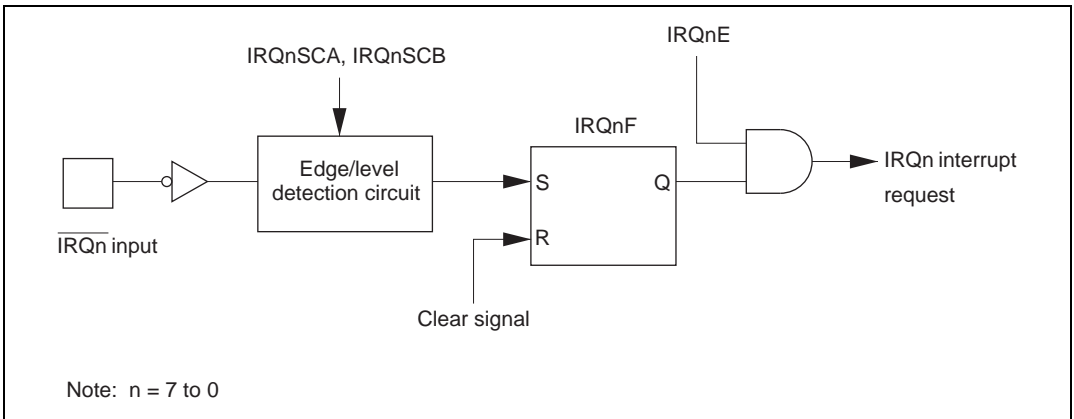 IRQnE
IRQnSCA, IRQnSCB
IRQnF
Edge/level
detection circuit
S
Q
IRQn interrupt
request
R
IRQn input
Clear signal
Note: n = 7 to 0